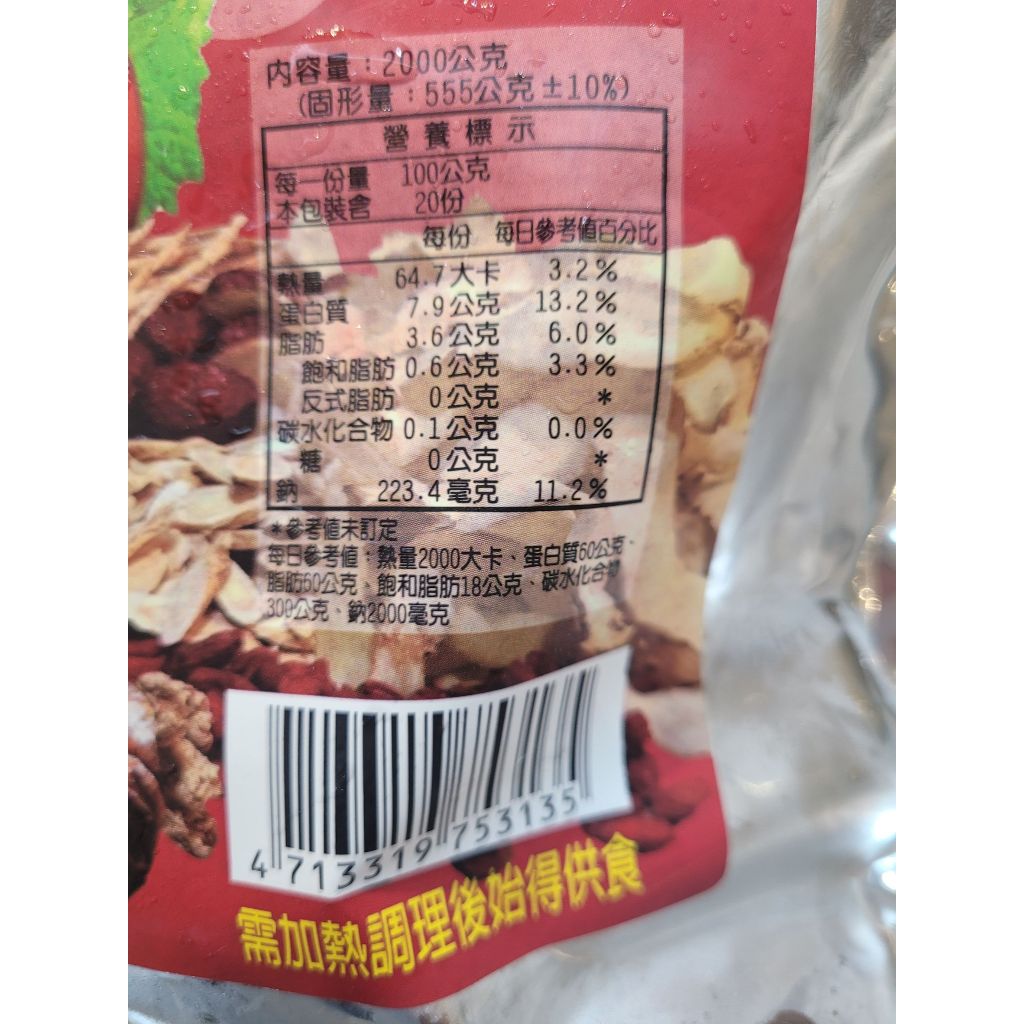 內容量：2000公克
(固形量：555公克±10%)
營養標示
每一份量 100公克
本包裝含 20份
每份 每日參考值百分比
熱量 64.7大卡 3.2%
蛋白質 7.9公克 13.2%
脂肪 3.6公克 6.0%
飽和脂肪 0.6公克 3.3%
反式脂肪 0公克 *
碳水化合物 0.1公克 0.0%
糖 0公克 *
鈉 223.4毫克 11.2%
*參考值未訂定
每日參考值：熱量2000大卡、蛋白質60公克、
脂肪60公克、飽和脂肪18公克、碳水化合物
300公克、鈉2000毫克
4 713319 753135
需加熱調理後始得供食